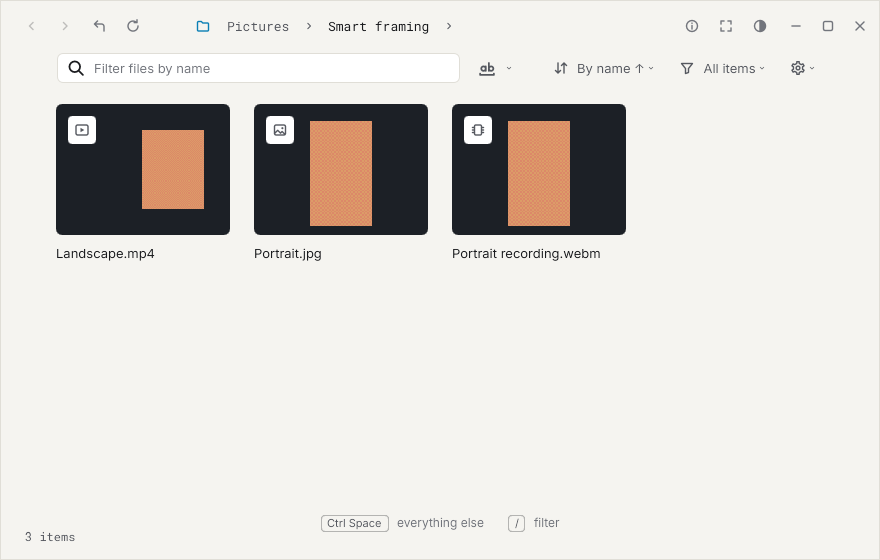 Pictures › Smart framing ›
Filter files by name
ab
By name ↑
All items
Landscape.mp4
Portrait.jpg
Portrait recording.webm
Ctrl Space everything else / filter
3 items